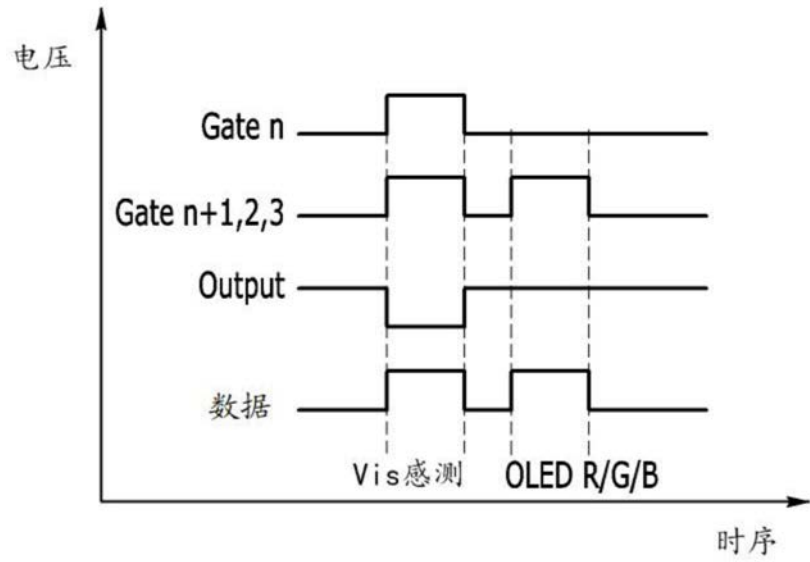 电压
Gate n
Gate n+1,2,3
Output
数据
Vis感测
OLED R/G/B
时序